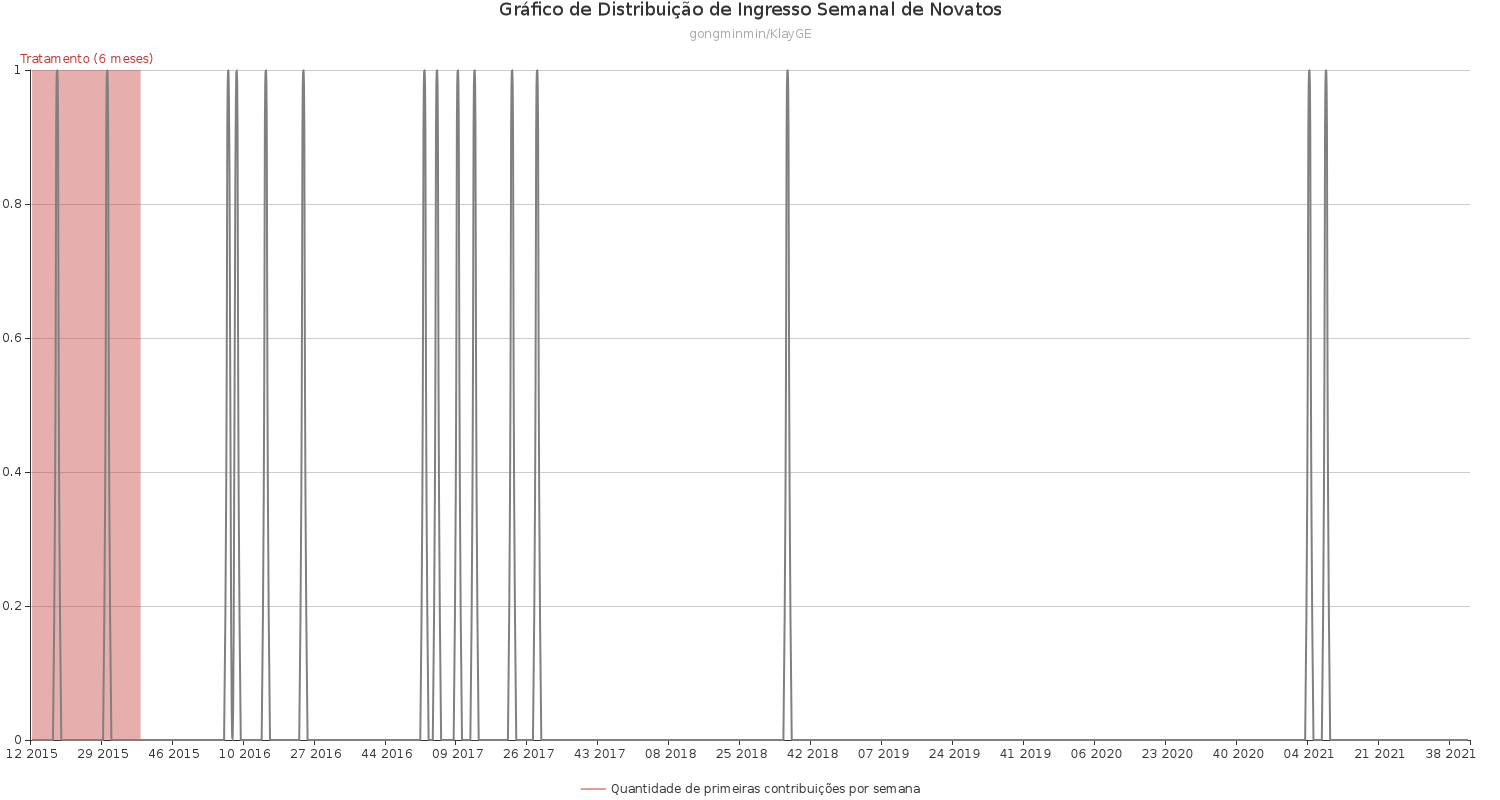 Gráfico de Distribuição de Ingresso Semanal de Novatos
gongminmin/KlayGE
Tratamento (6 meses)
1
0.8
0.6
0.4
0.2
0
12 2015 29 2015 46 2015 10 2016 27 2016 44 2016 09 2017 26 2017 43 2017 08 2018 25 2018 42 2018 07 2019 24 2019 41 2019 06 2020 23 2020 40 2020 04 2021 21 2021 38 2021
Quantidade de primeiras contribuições por semana